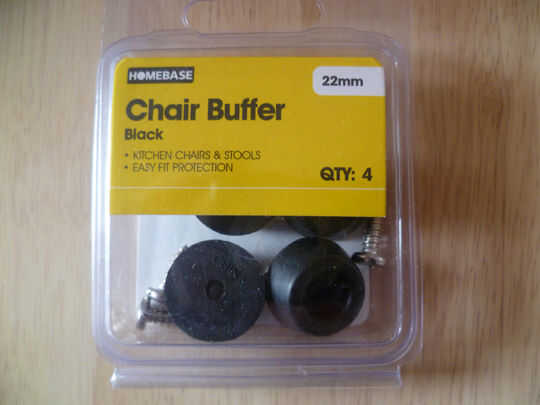 HOMEBASE
22mm
Chair Buffer
Black
• KITCHEN CHAIRS & STOOLS
• EASY FIT PROTECTION
QTY: 4